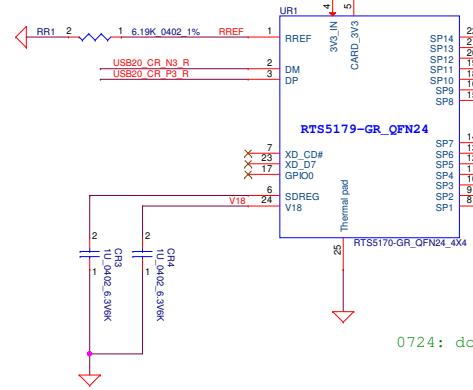 UR1
4
5
RR1 2 1 6.19K_0402_1% RREF 1 RREF
3V3_IN
CARD_3V3
USB20_CR_N3_R 2 DM
USB20_CR_P3_R 3 DP
RTS5179-GR_QFN24
7 XD_CD#
23 XD_D7
17 GPIO0
6 SDREG
V18 24 V18
SP14
SP13
SP12
SP11
SP10
SP9
SP8
SP7
SP6
SP5
SP4
SP3
SP2 9
SP1 8
Thermal pad
25
RTS5170-GR_QFN24_4X4
2
1
CR3
1U_0402_6.3V6K
2
1
CR4
1U_0402_6.3V6K
0724: